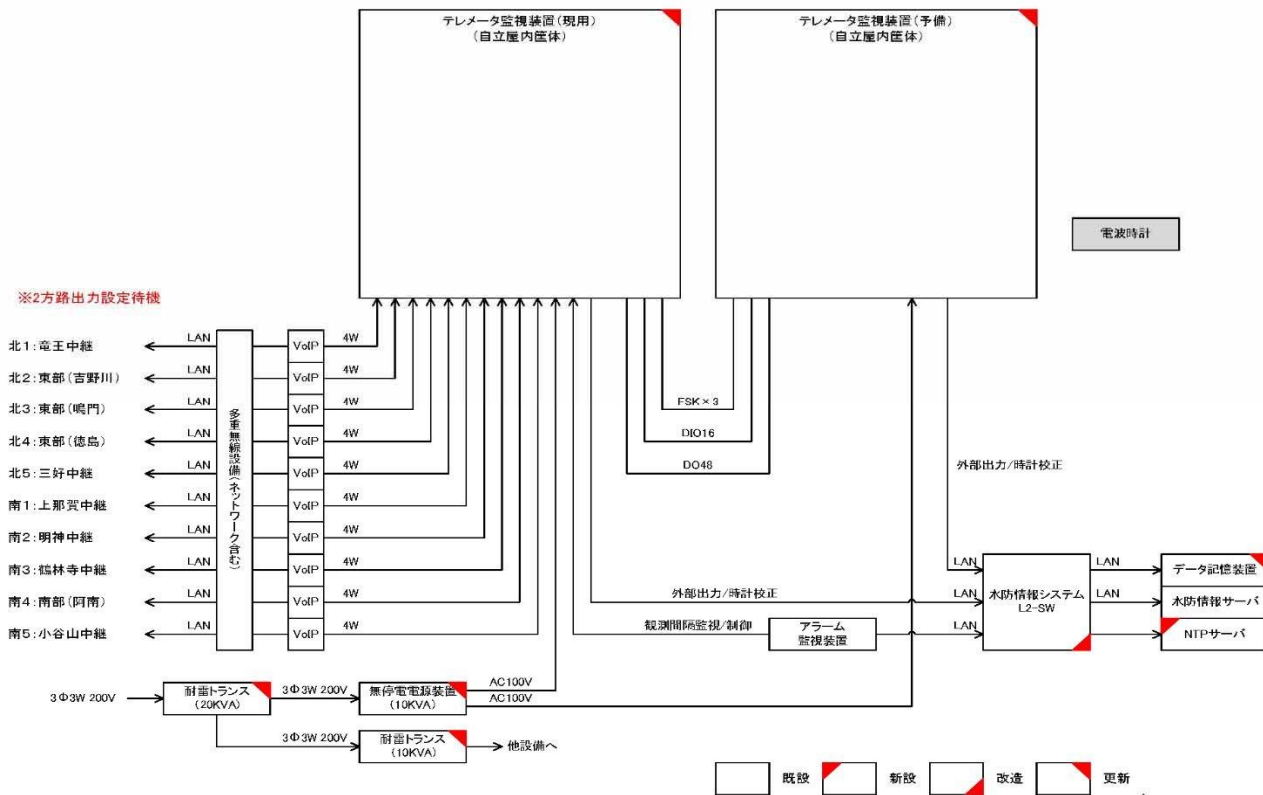 テレメータ監視装置(現用)
(自立屋内筐体)
テレメータ監視装置(予備)
(自立屋内筐体)
電波時計
※2方路出力設定待機
北1:竜王中継 LAN VoIP 4W
北2:東部(吉野川) LAN VoIP 4W
北3:東部(鳴門) LAN VoIP 4W
北4:東部(徳島) LAN VoIP 4W
北5:三好中継 LAN VoIP 4W
南1:上那賀中継 LAN VoIP 4W
南2:明神中継 LAN VoIP 4W
南3:鶴林寺中継 LAN VoIP 4W
南4:南部(阿南) LAN VoIP 4W
南5:小谷山中継 LAN VoIP 4W
多重無線設備(ネットワーク含む)
FSK×3
DIO16
DO48
外部出力/時計校正
外部出力/時計校正
観測間隔監視/制御
アラーム
監視装置
LAN
LAN
LAN
水防情報システム
L2-SW
LAN
LAN
LAN
データ記憶装置
水防情報サーバ
NTPサーバ
3Φ3W 200V
耐雷トランス
(20KVA)
3Φ3W 200V
無停電電源装置
(10KVA)
AC100V
AC100V
3Φ3W 200V
耐雷トランス
(10KVA)
他設備へ
既設 新設 改造 更新